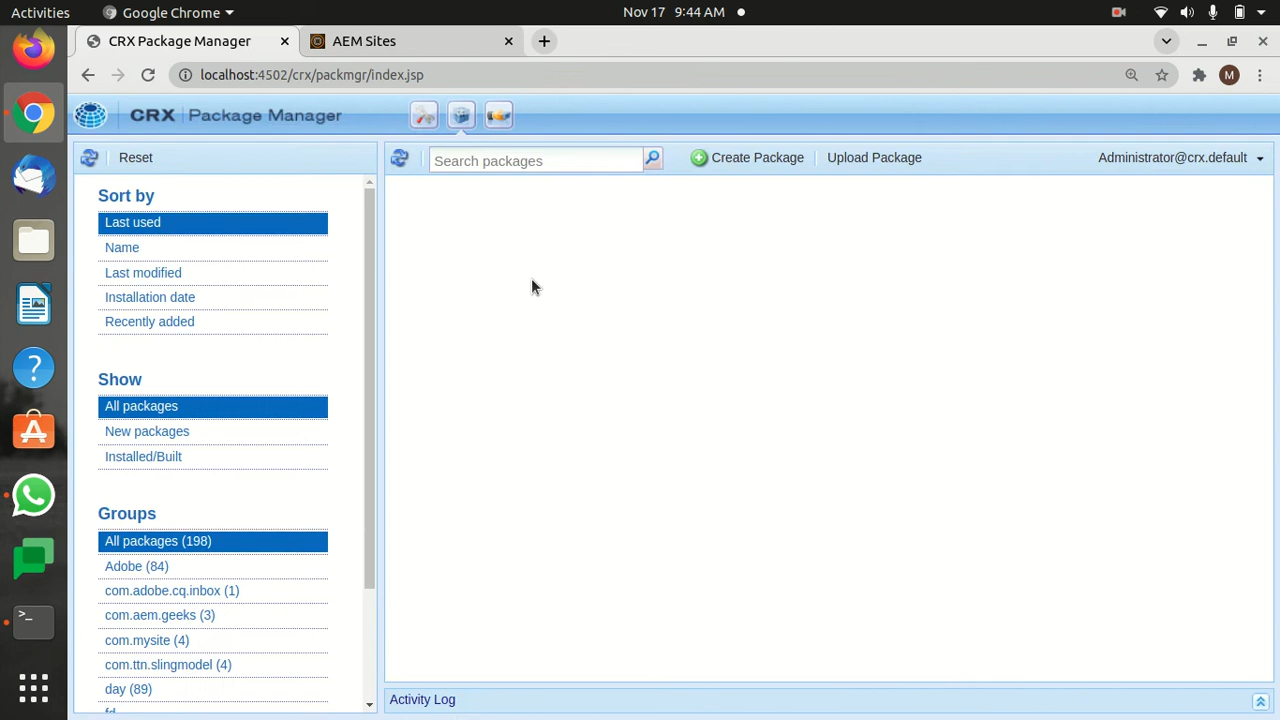 Activities
Google Chrome
Nov 17 9:44 AM
CRX Package Manager
AEM Sites
localhost:4502/crx/packmgr/index.jsp
M
CRX Package Manager
Reset
Search packages
Create Package
Upload Package
Administrator@crx.default
Sort by
Last used
Name
Last modified
Installation date
Recently added
Show
All packages
New packages
Installed/Built
Groups
All packages (198)
Adobe (84)
com.adobe.cq.inbox (1)
com.aem.geeks (3)
com.mysite (4)
com.ttn.slingmodel (4)
day (89)
Activity Log